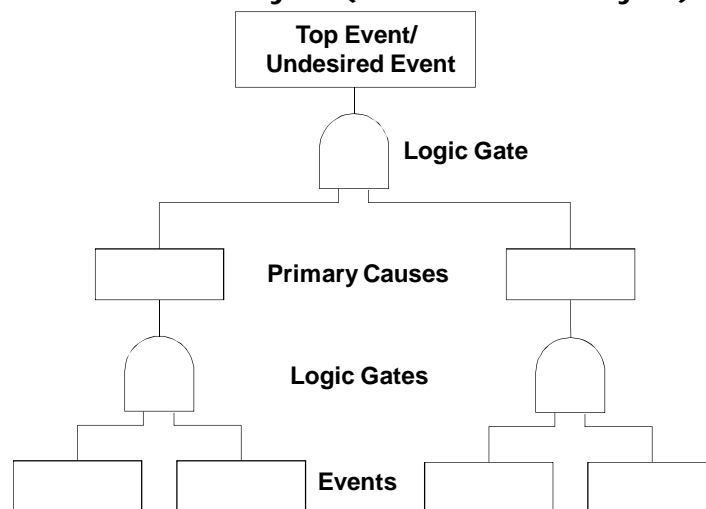 Top Event/
Undesired Event
Logic Gate
Primary Causes
Logic Gates
Events